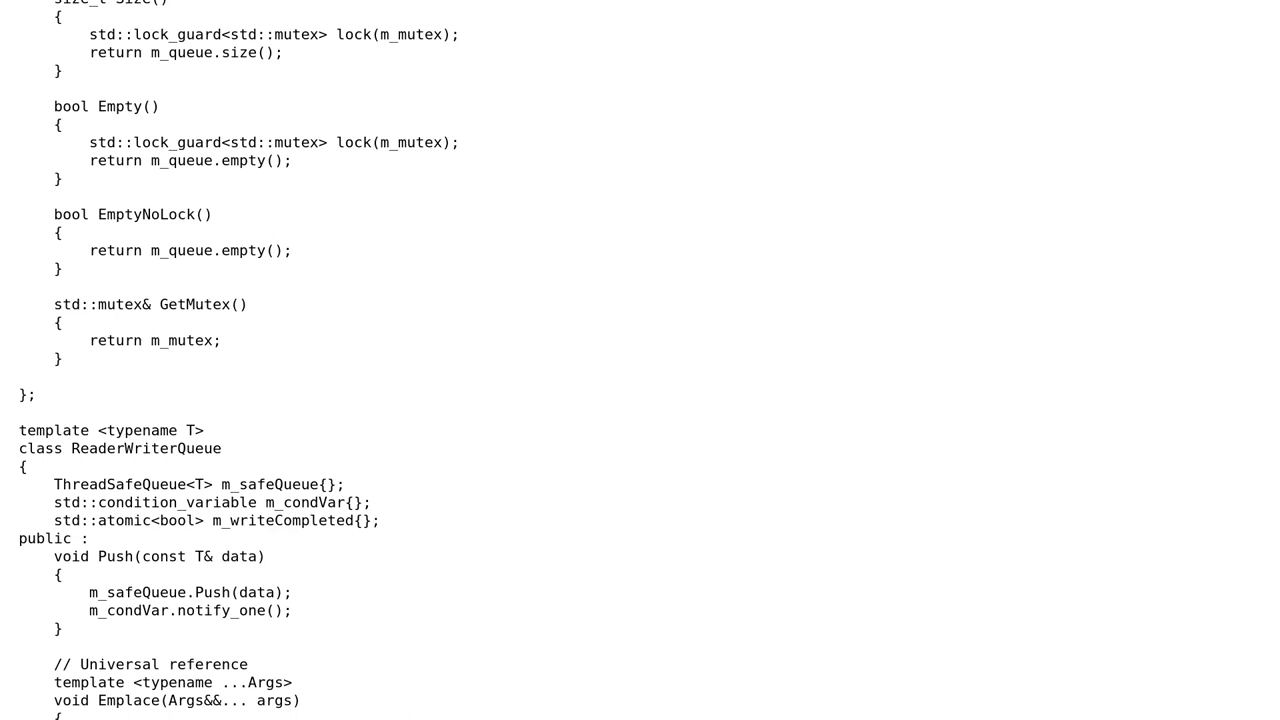 size_t Size()
{
std::lock_guard<std::mutex> lock(m_mutex);
return m_queue.size();
}
bool Empty()
{
std::lock_guard<std::mutex> lock(m_mutex);
return m_queue.empty();
}
bool EmptyNoLock()
{
return m_queue.empty();
}
std::mutex& GetMutex()
{
return m_mutex;
}
};
template <typename T>
class ReaderWriterQueue
{
ThreadSafeQueue<T> m_safeQueue{};
std::condition_variable m_condVar{};
std::atomic<bool> m_writeCompleted{};
public :
void Push(const T& data)
{
m_safeQueue.Push(data);
m_condVar.notify_one();
}
// Universal reference
template <typename ...Args>
void Emplace(Args&&... args)
{